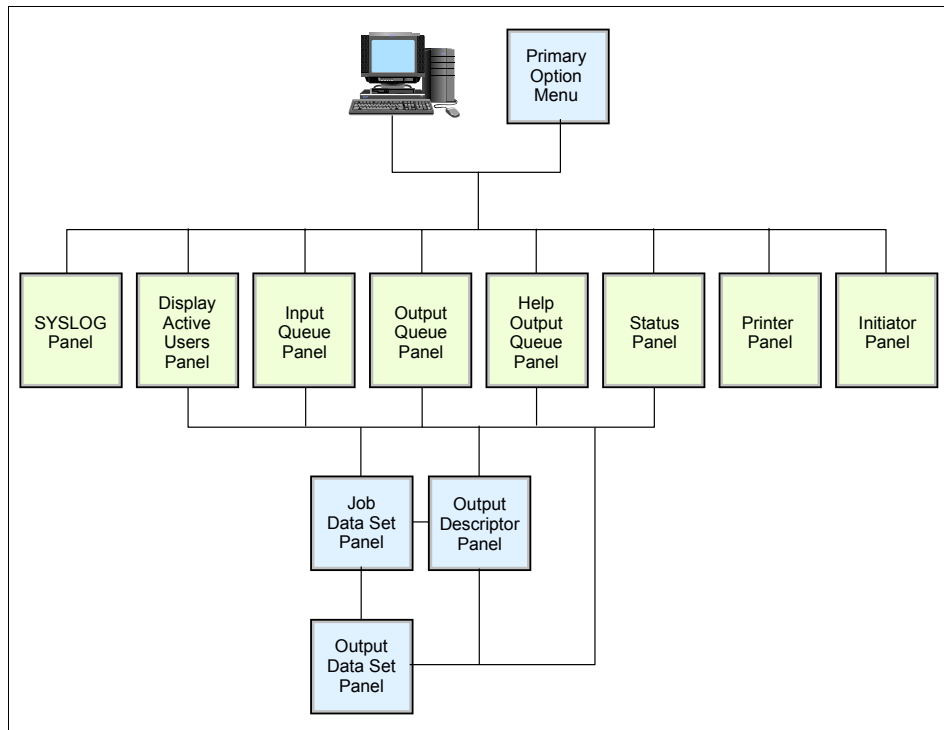 Primary
Option
Menu
SYSLOG
Panel
Display
Active
Users
Panel
Input
Queue
Panel
Output
Queue
Panel
Help
Output
Queue
Panel
Status
Panel
Printer
Panel
Initiator
Panel
Job
Data Set
Panel
Output
Descriptor
Panel
Output
Data Set
Panel